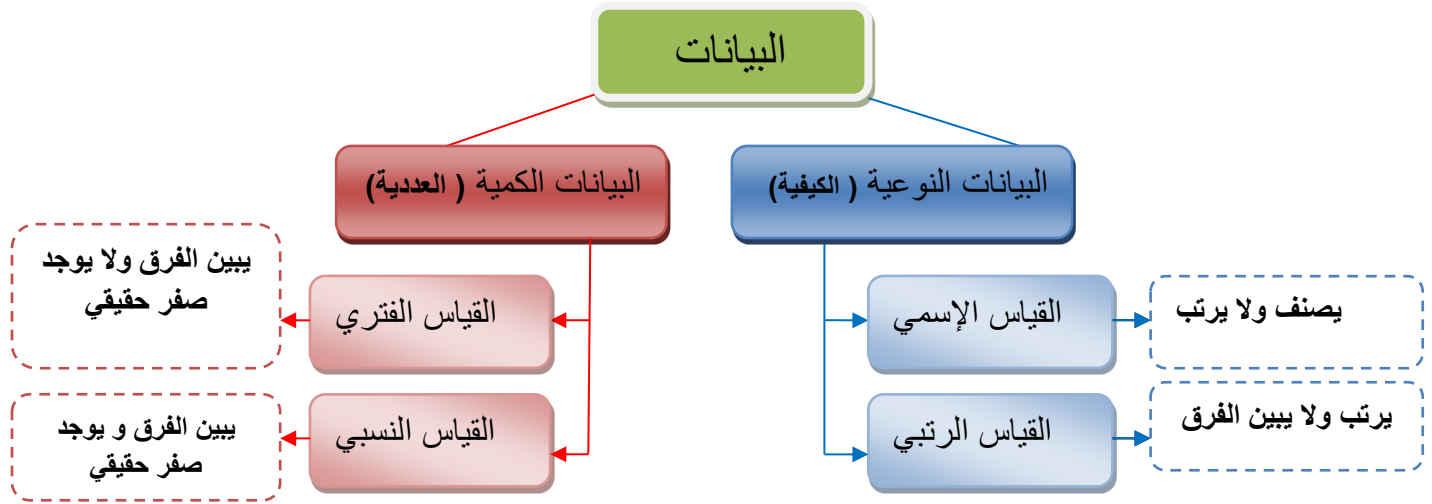 البيانات
البيانات النوعية ( الكيفية)
البيانات الكمية ( العددية)
القياس الإسمي
يصنف ولا يرتب
القياس الرتبي
يرتب ولا يبين الفرق
القياس الفتري
يبين الفرق ولا يوجد
صفر حقيقي
القياس النسبي
يبين الفرق و يوجد
صفر حقيقي